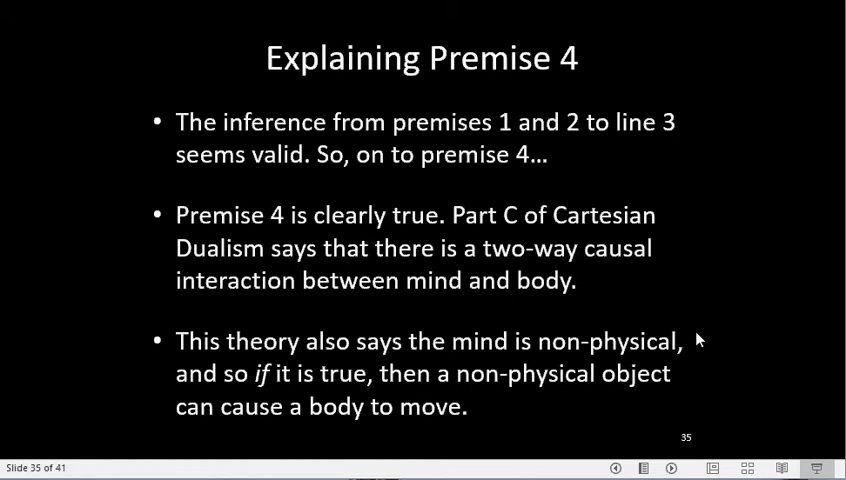 Explaining Premise 4
• The inference from premises 1 and 2 to line 3
seems valid. So, on to premise 4…
• Premise 4 is clearly true. Part C of Cartesian
Dualism says that there is a two-way causal
interaction between mind and body.
• This theory also says the mind is non-physical,
and so if it is true, then a non-physical object
can cause a body to move.
35
Slide 35 of 41